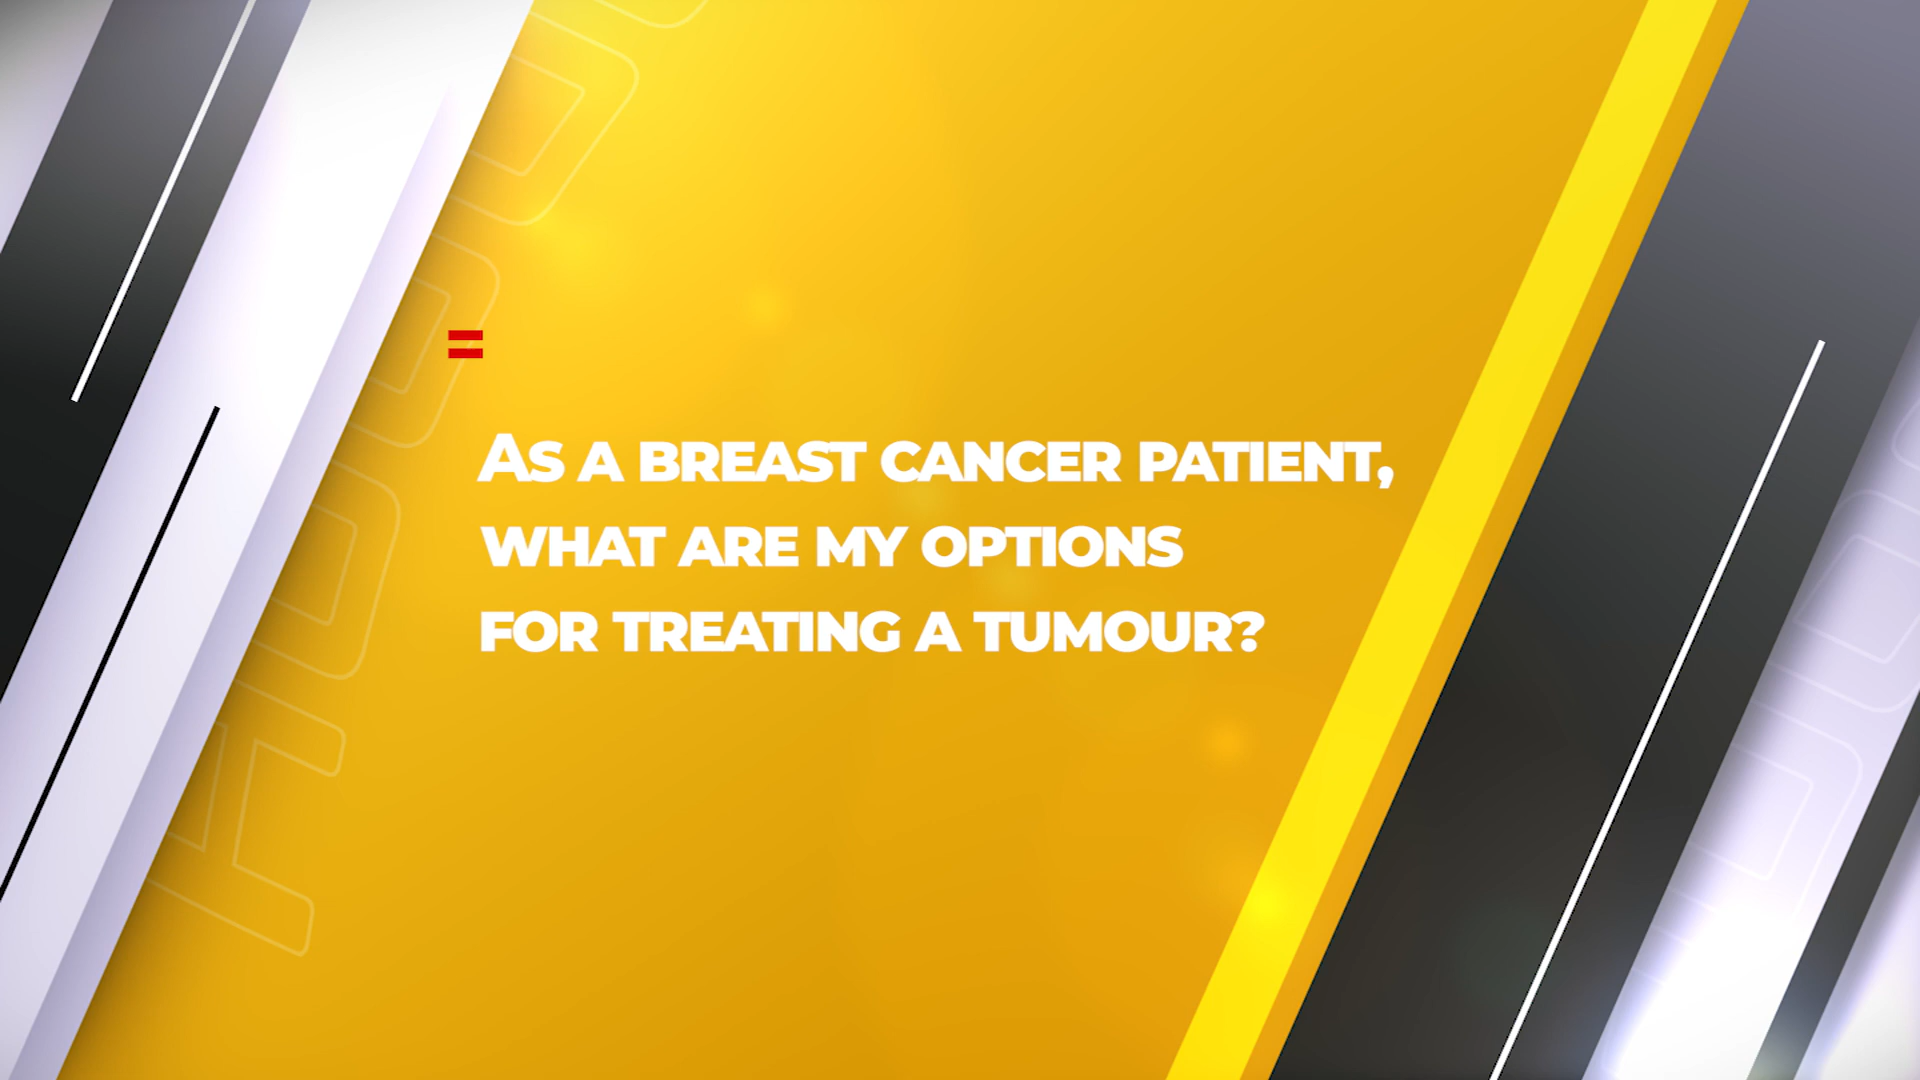 =
As a breast cancer patient,
what are my options
for treating a tumour?